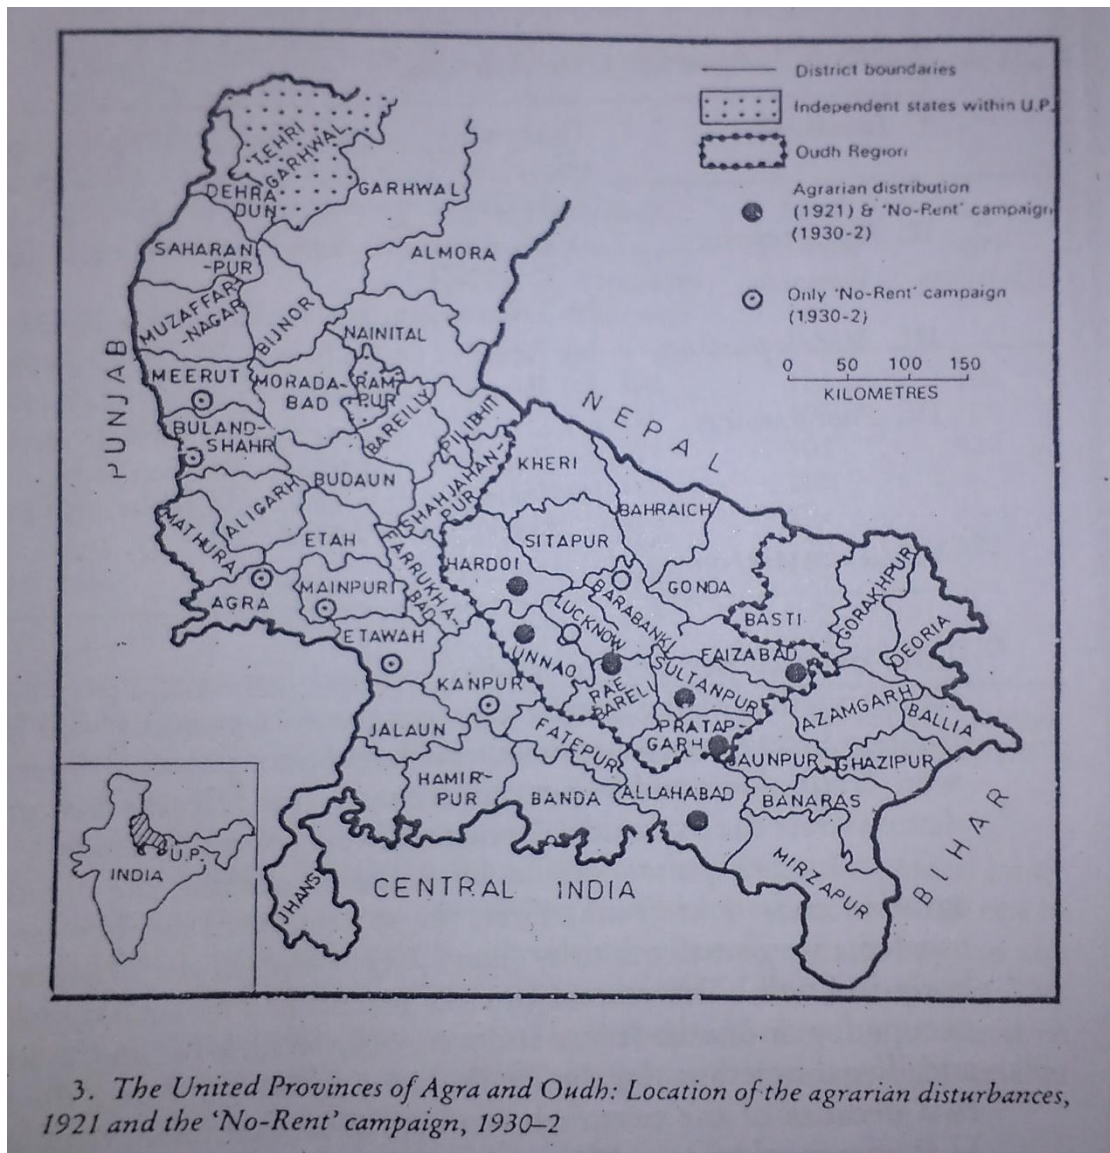 District boundaries
Independent states within U.P.
Oudh Region
Agrarian distribution
(1921) & 'No-Rent' campaign
(1930-2)
Only 'No-Rent' campaign
(1930-2)
0 50 100 150
KILOMETRES
TEHRI
GARHWAL
DEHRA
DUN
GARHWAL
SAHARAN
-PUR
ALMORA
MUZAFFAR
-NAGAR
BIJNOR
NAINITAL
PUNJAB
MEERUT
MORADA-
BAD
RAM-
PUR
BAREILLY
PILIBHIT
NEPAL
BULAND-
SHAHR
SHAHJAHAN-
PUR
KHERI
BUDAUN
ALIGARH
MATHURA
ETAH
FARRUKHA-
BAD
BAHRAICH
SITAPUR
HARDOI
GONDA
AGRA
MAINPURI
BARABANKI
LUCKNOW
BASTI
GORAKHPUR
DEORIA
ETAWAH
UNNAO
FAIZABAD
KANPUR
RAE
BARELI
SULTANPUR
AZAMGARH
BALLIA
JALAUN
FATEPUR
PRATAP-
GARH
JAUNPUR
GHAZIPUR
HAMIR-
PUR
BANDA
ALLAHABAD
BANARAS
MIRZAPUR
BIHAR
JHANSI
CENTRAL INDIA
U.P.
INDIA
3. The United Provinces of Agra and Oudh: Location of the agrarian disturbances,
1921 and the 'No-Rent' campaign, 1930–2